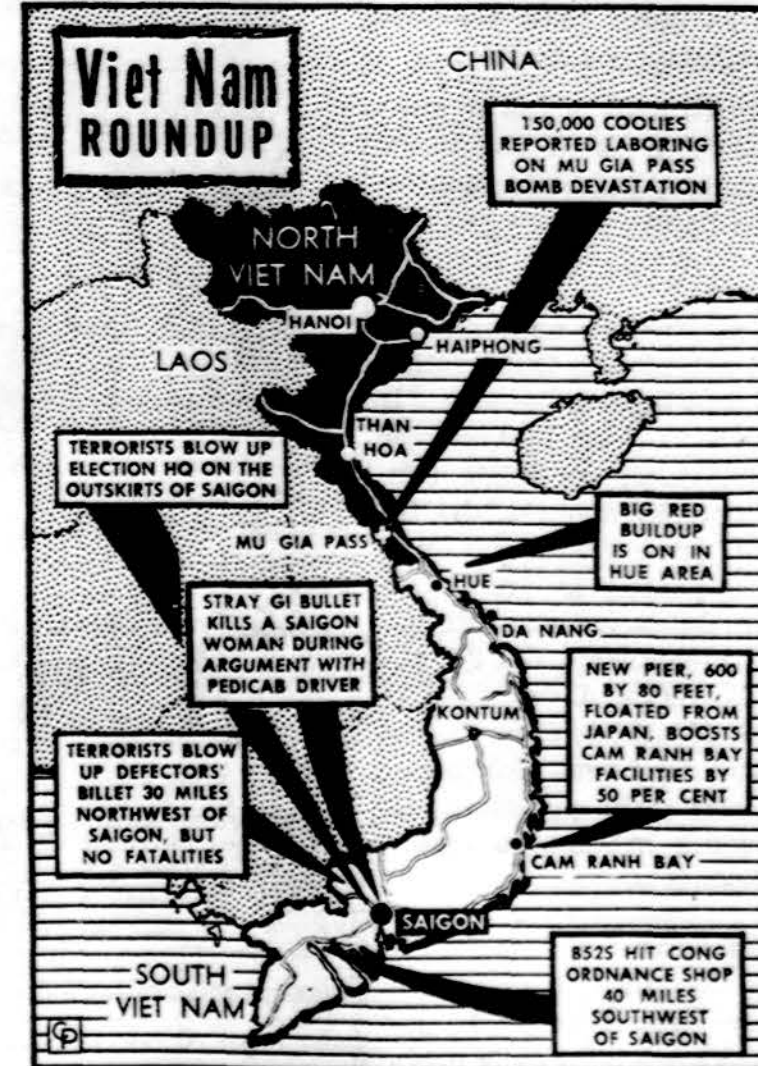 Viet Nam
ROUNDUP
CHINA
150,000 COOLIES
REPORTED LABORING
ON MU GIA PASS
BOMB DEVASTATION
NORTH
VIET NAM
HANOI
HAIPHONG
LAOS
THAN
HOA
TERRORISTS BLOW UP
ELECTION HQ ON THE
OUTSKIRTS OF SAIGON
MU GIA PASS
BIG RED
BUILDUP
IS ON IN
HUE AREA
HUE
STRAY GI BULLET
KILLS A SAIGON
WOMAN DURING
ARGUMENT WITH
PEDICAB DRIVER
DA NANG
NEW PIER, 600
BY 80 FEET,
FLOATED FROM
JAPAN, BOOSTS
CAM RANH BAY
FACILITIES BY
50 PER CENT
KONTUM
TERRORISTS BLOW
UP DEFECTORS'
BILLET 30 MILES
NORTHWEST OF
SAIGON, BUT
NO FATALITIES
CAM RANH BAY
SAIGON
B52S HIT CONG
ORDNANCE SHOP
40 MILES
SOUTHWEST
OF SAIGON
SOUTH
VIET NAM
CP